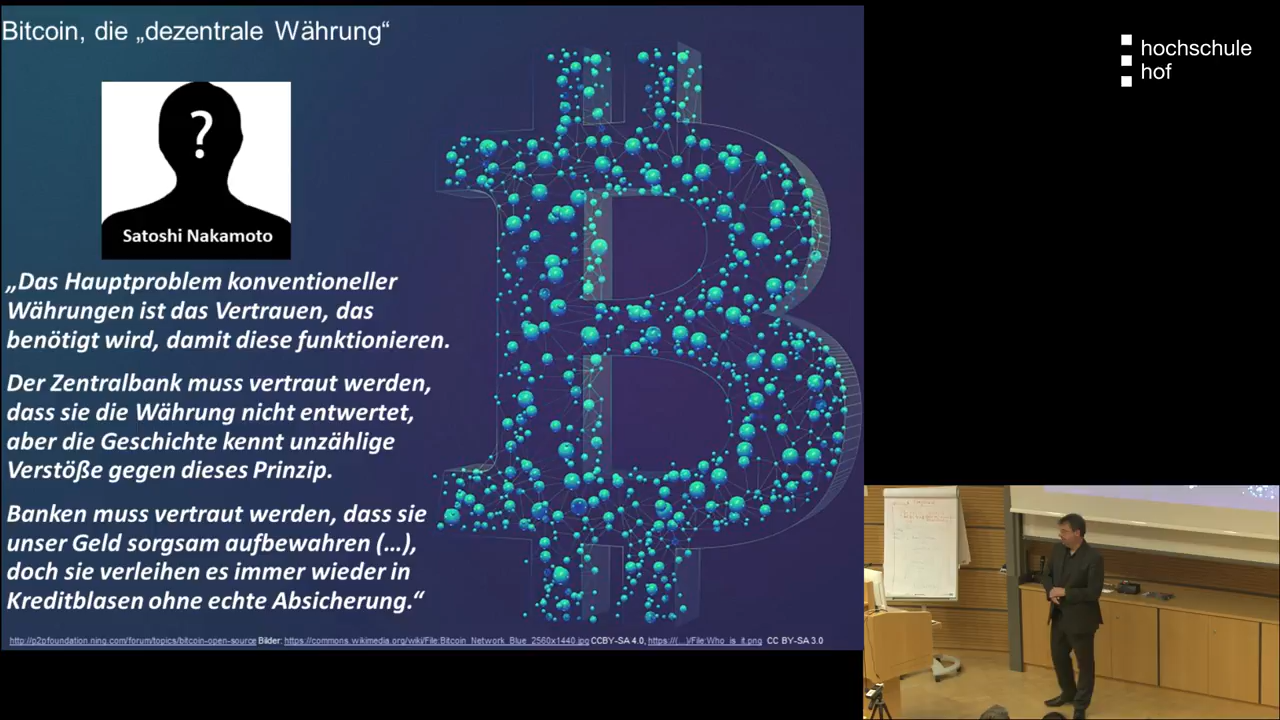 Bitcoin, die „dezentrale Währung“
hochschule
hof
?
Satoshi Nakamoto
„Das Hauptproblem konventioneller
Währungen ist das Vertrauen, das
benötigt wird, damit diese funktionieren.
Der Zentralbank muss vertraut werden,
dass sie die Währung nicht entwertet,
aber die Geschichte kennt unzählige
Verstöße gegen dieses Prinzip.
Banken muss vertraut werden, dass sie
unser Geld sorgsam aufbewahren (...),
doch sie verleihen es immer wieder in
Kreditblasen ohne echte Absicherung.“
http://p2pfoundation.ning.com/forum/topics/bitcoin-open-source Bilder: https://commons.wikimedia.org/wiki/File:Bitcoin_Network_Blue_2560x1440.jpg CCBY-SA 4.0, https://(...)/File:Who_is_it.png CC BY-SA 3.0